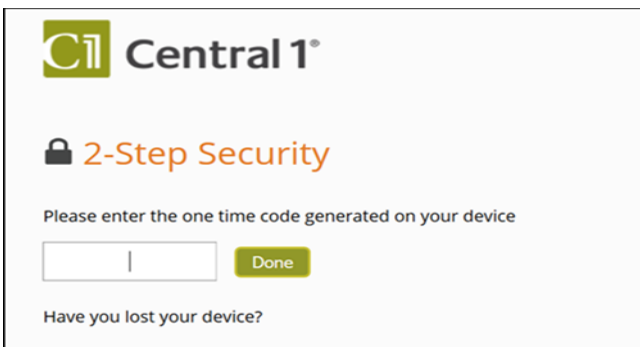 C1 Central 1®
2-Step Security
Please enter the one time code generated on your device
Done
Have you lost your device?